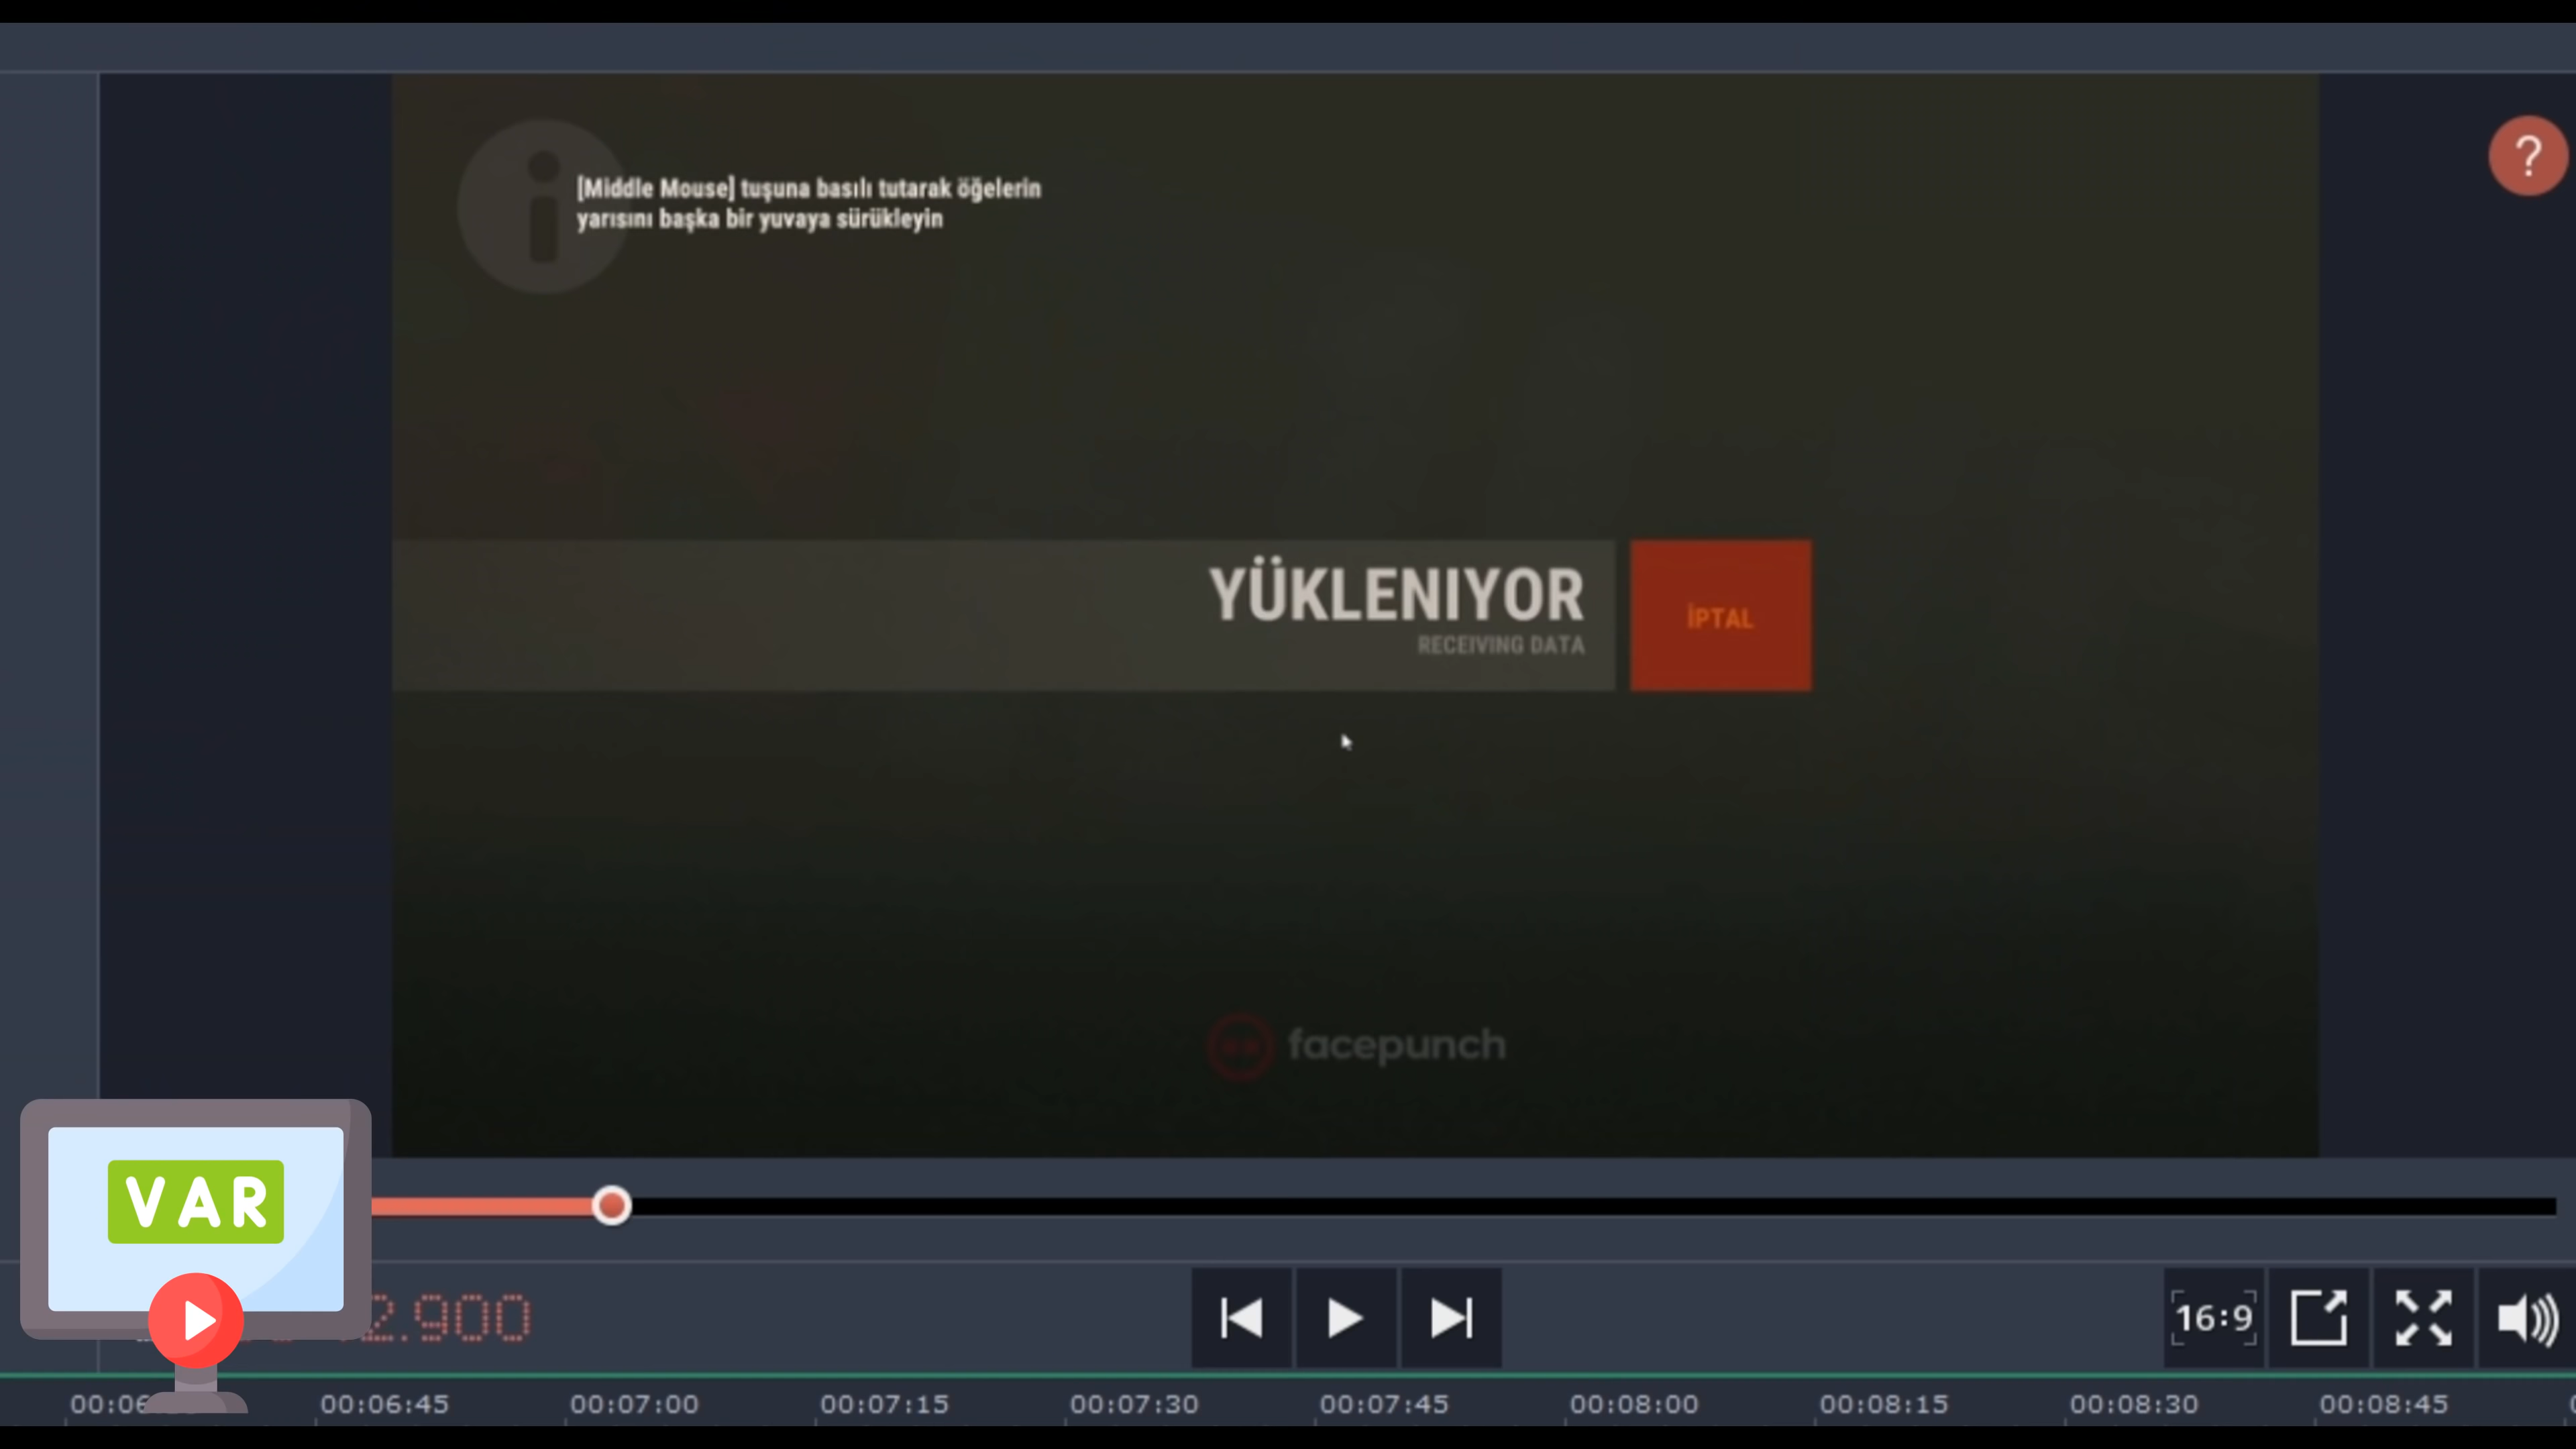 [Middle Mouse] tuşuna basılı tutarak öğelerin
yarısını başka bir yuvaya sürükleyin
?
YÜKLENİYOR
RECEIVING DATA
İPTAL
facepunch
VAR
2.900
16:9
00:06:45
00:07:00
00:07:15
00:07:30
00:07:45
00:08:00
00:08:15
00:08:30
00:08:45